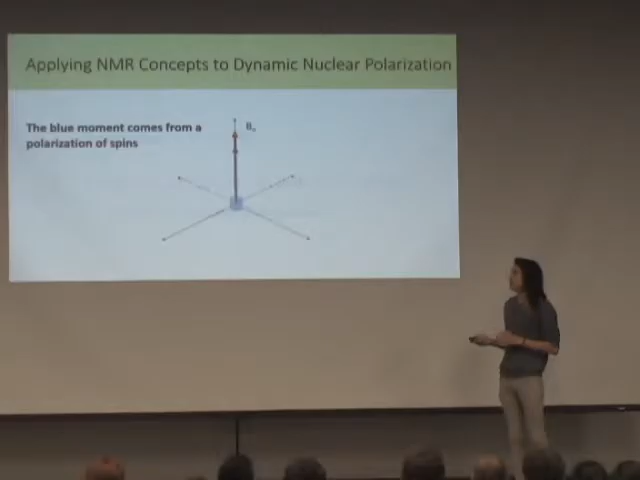 Applying NMR Concepts to Dynamic Nuclear Polarization
The blue moment comes from a
polarization of spins